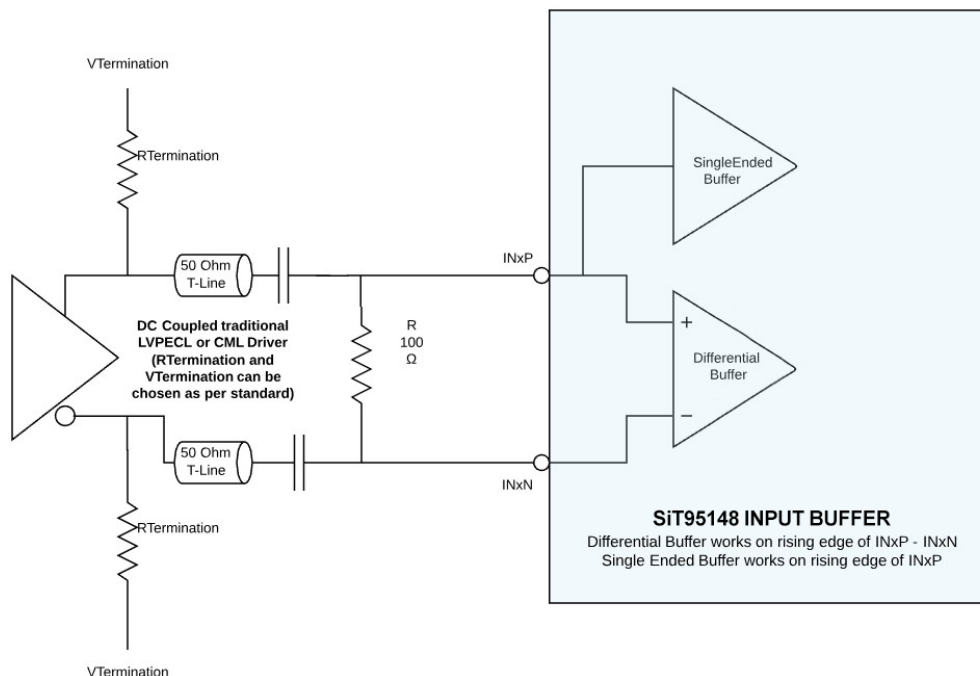 VTermination
RTermination
SingleEnded
Buffer
50 Ohm
T-Line
INxP
DC Coupled traditional
LVPECL or CML Driver
(RTermination and
VTermination can be
chosen as per standard)
R
100
Ω
+
Differential
Buffer
−
50 Ohm
T-Line
INxN
RTermination
VTermination
SiT95148 INPUT BUFFER
Differential Buffer works on rising edge of INxP - INxN
Single Ended Buffer works on rising edge of INxP